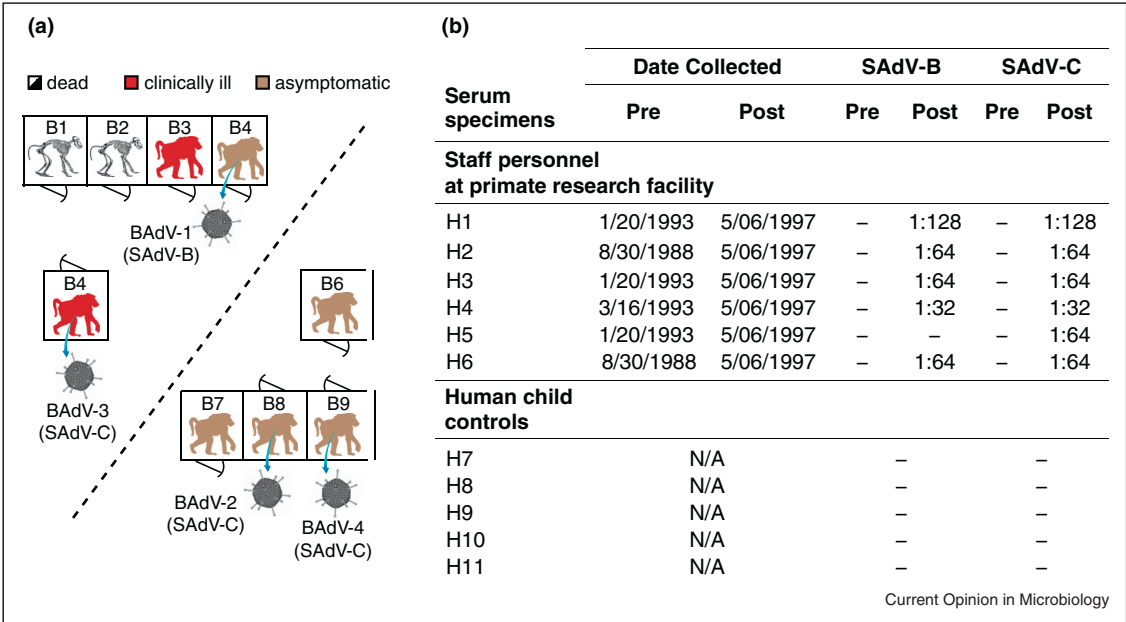 (a)
dead clinically ill asymptomatic
B1 B2 B3 B4
BAdV-1
(SAdV-B)
B4
B6
BAdV-3
(SAdV-C)
B7 B8 B9
BAdV-2
(SAdV-C)
BAdV-4
(SAdV-C)
(b)
Date Collected SAdV-B SAdV-C
Serum
specimens Pre Post Pre Post Pre Post
Staff personnel
at primate research facility
H1 1/20/1993 5/06/1997 – 1:128 – 1:128
H2 8/30/1988 5/06/1997 – 1:64 – 1:64
H3 1/20/1993 5/06/1997 – 1:64 – 1:64
H4 3/16/1993 5/06/1997 – 1:32 – 1:32
H5 1/20/1993 5/06/1997 – – – 1:64
H6 8/30/1988 5/06/1997 – 1:64 – 1:64
Human child
controls
H7 N/A – –
H8 N/A – –
H9 N/A – –
H10 N/A – –
H11 N/A – –
Current Opinion in Microbiology